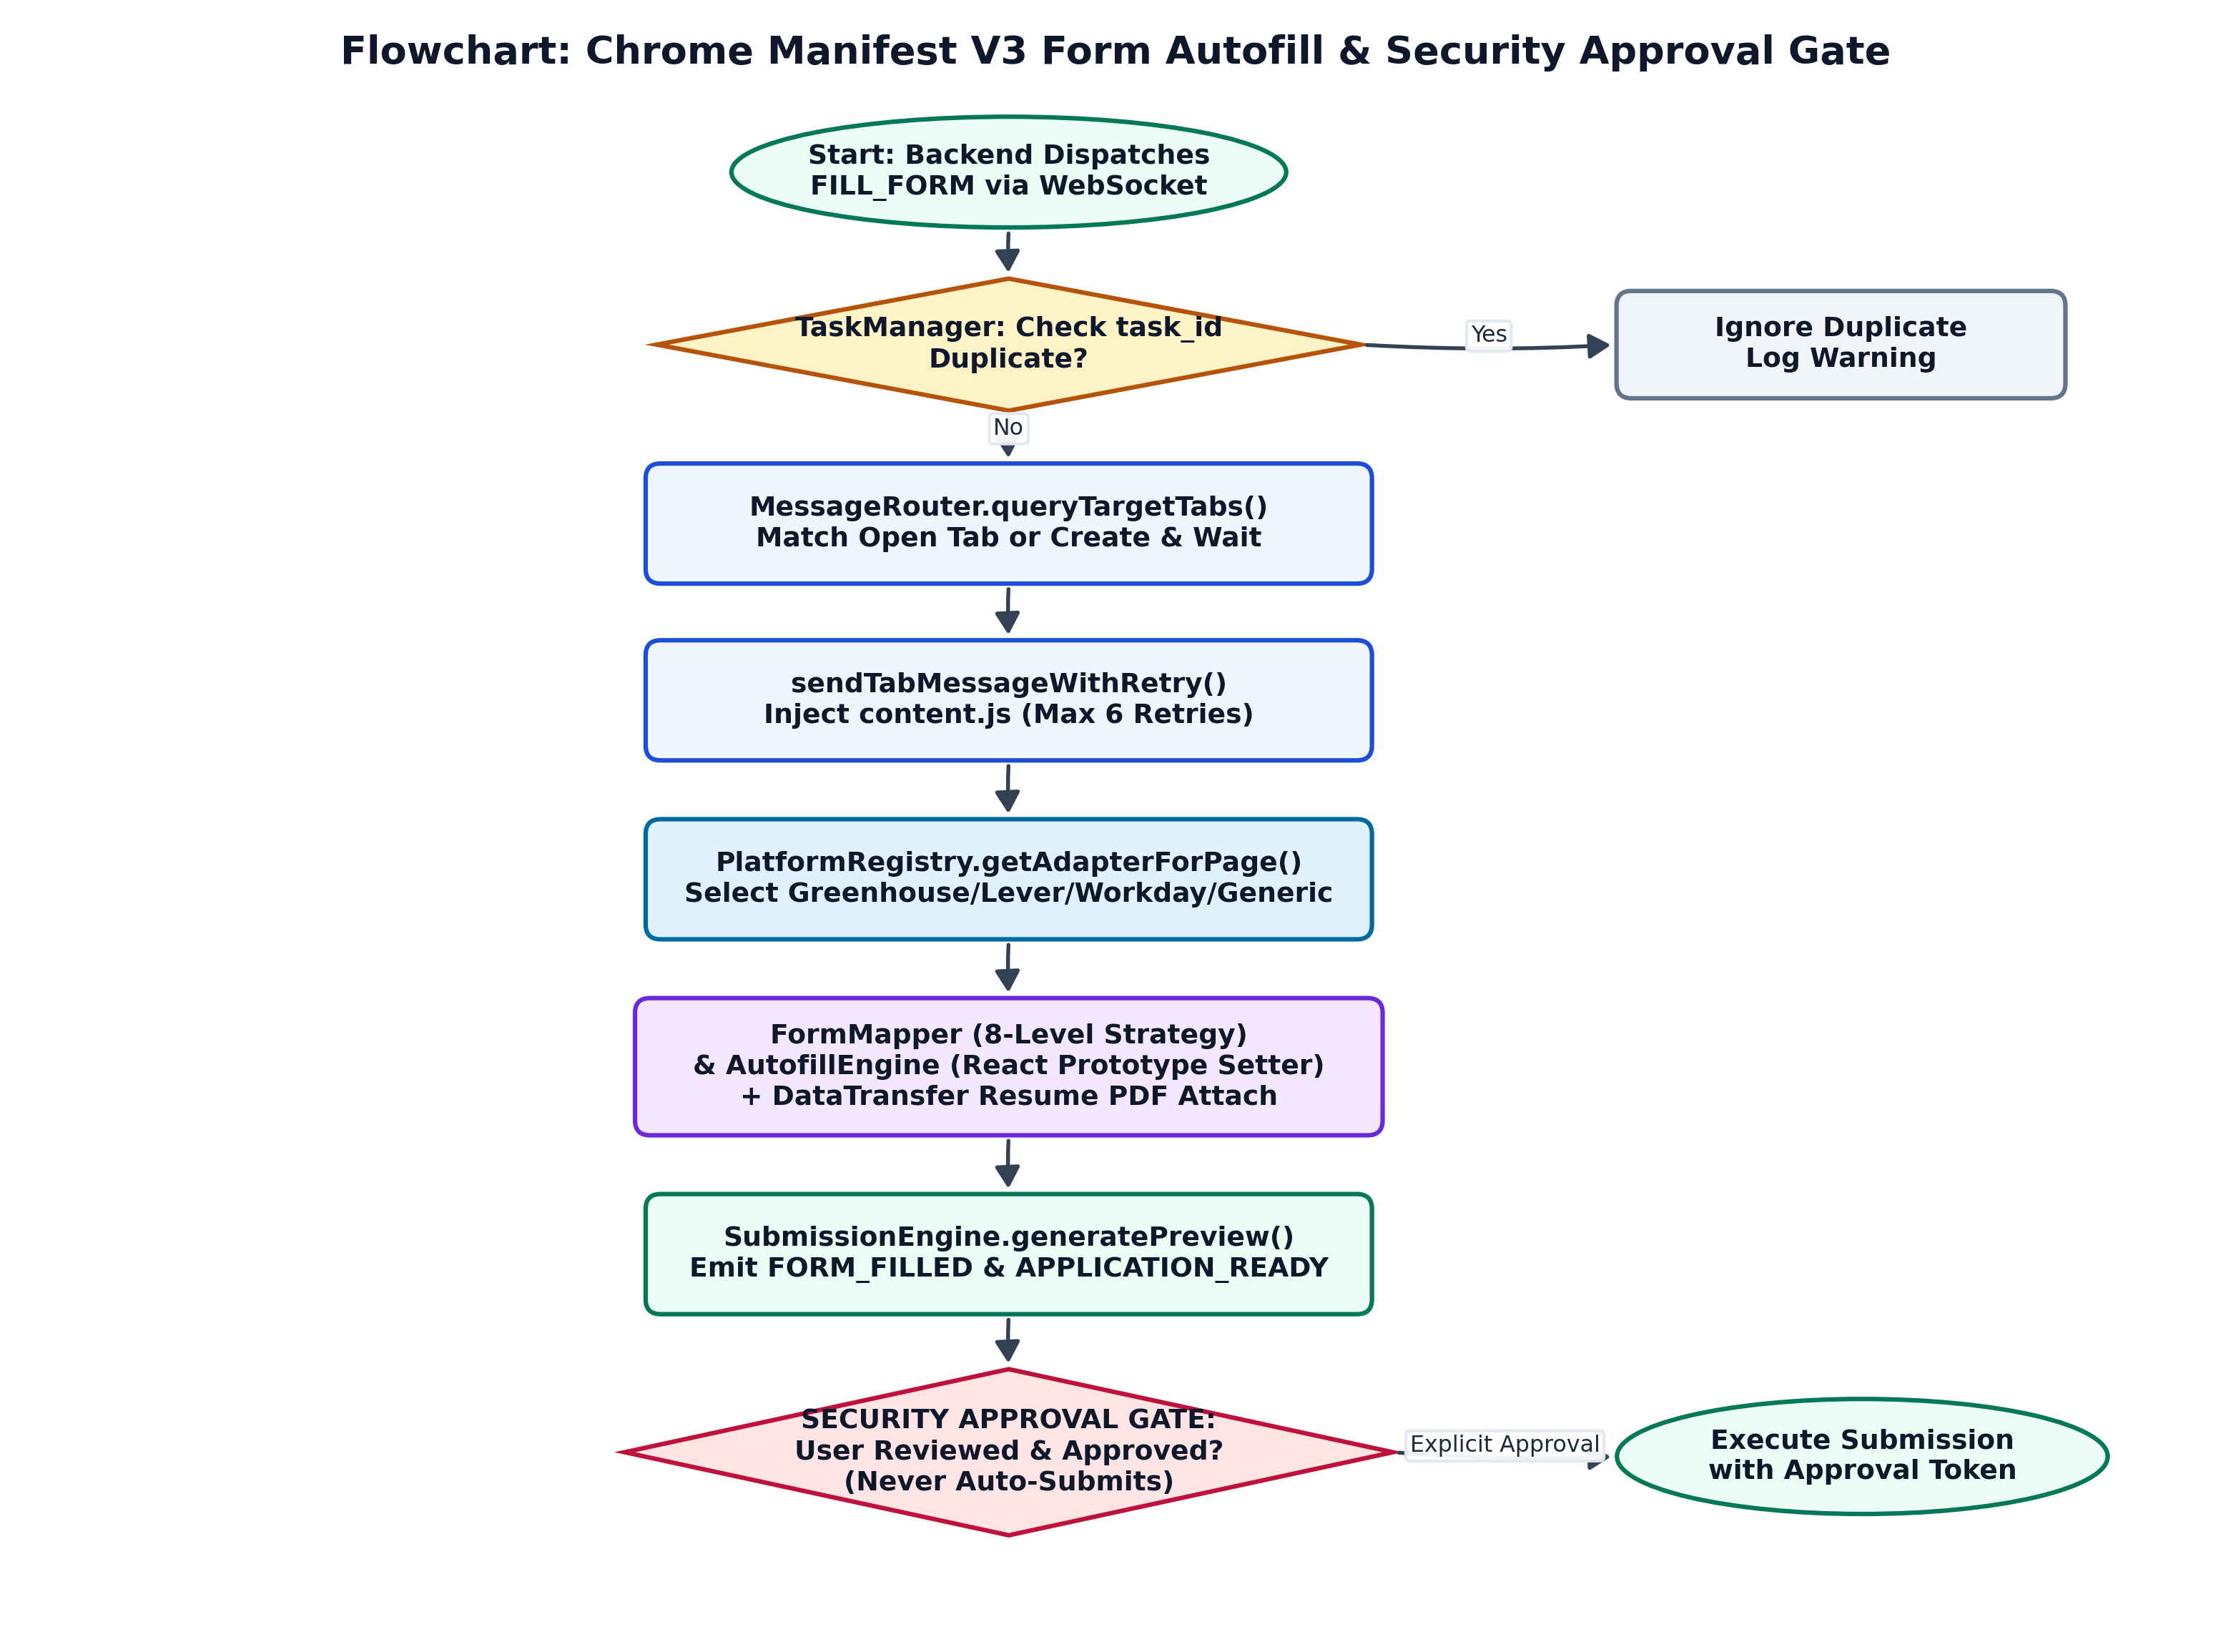 Flowchart: Chrome Manifest V3 Form Autofill & Security Approval Gate
Start: Backend Dispatches
FILL_FORM via WebSocket
TaskManager: Check task_id
Duplicate?
Yes
Ignore Duplicate
Log Warning
No
MessageRouter.queryTargetTabs()
Match Open Tab or Create & Wait
sendTabMessageWithRetry()
Inject content.js (Max 6 Retries)
PlatformRegistry.getAdapterForPage()
Select Greenhouse/Lever/Workday/Generic
FormMapper (8-Level Strategy)
& AutofillEngine (React Prototype Setter)
+ DataTransfer Resume PDF Attach
SubmissionEngine.generatePreview()
Emit FORM_FILLED & APPLICATION_READY
SECURITY APPROVAL GATE:
User Reviewed & Approved?
(Never Auto-Submits)
Explicit Approval
Execute Submission
with Approval Token